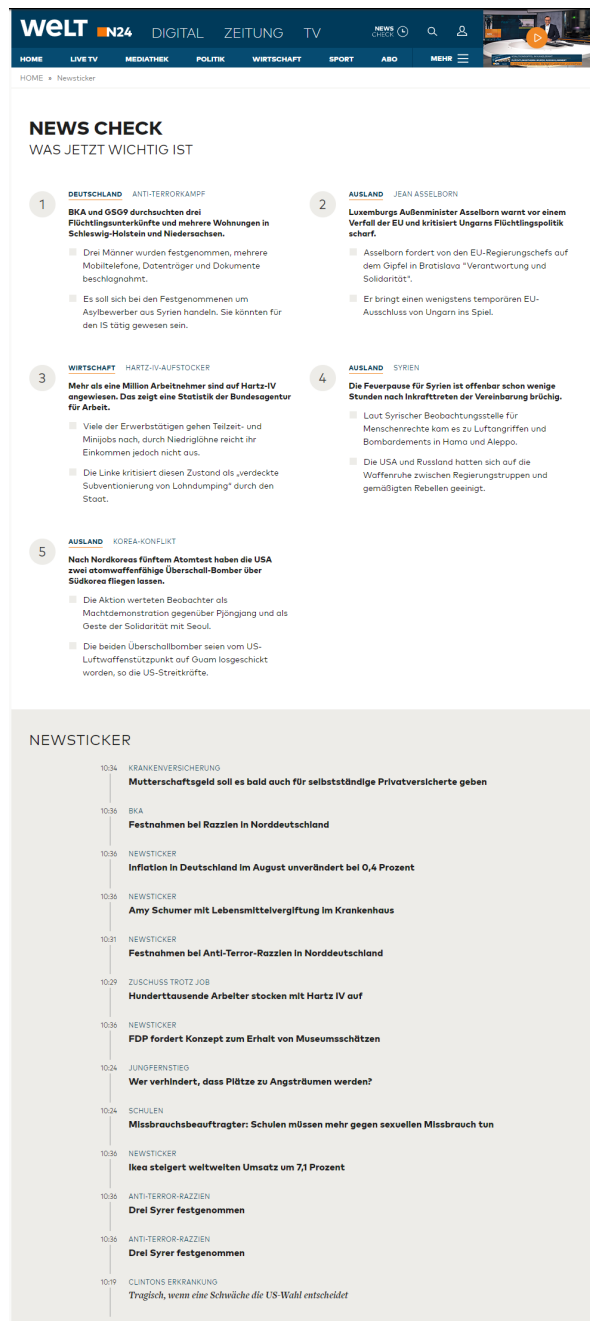 WELT N24 DIGITAL ZEITUNG TV NEWS CHECK
HOME LIVE TV MEDIATHEK POLITIK WIRTSCHAFT SPORT ABO MEHR
HOME » Newsticker
NEWS CHECK
WAS JETZT WICHTIG IST
1
DEUTSCHLAND ANTI-TERRORKAMPF
BKA und GSG9 durchsuchten drei
Flüchtlingsunterkünfte und mehrere Wohnungen in
Schleswig-Holstein und Niedersachsen.
Drei Männer wurden festgenommen, mehrere
Mobiltelefone, Datenträger und Dokumente
beschlagnahmt.
Es soll sich bei den Festgenommenen um
Asylbewerber aus Syrien handeln. Sie könnten für
den IS tätig gewesen sein.
2
AUSLAND JEAN ASSELBORN
Luxemburgs Außenminister Asselborn warnt vor einem
Verfall der EU und kritisiert Ungarns Flüchtlingspolitik
scharf.
Asselborn fordert von den EU-Regierungschefs auf
dem Gipfel in Bratislava "Verantwortung und
Solidarität".
Er bringt einen wenigstens temporären EU-
Ausschluss von Ungarn ins Spiel.
3
WIRTSCHAFT HARTZ-IV-AUFSTOCKER
Mehr als eine Million Arbeitnehmer sind auf Hartz-IV
angewiesen. Das zeigt eine Statistik der Bundesagentur
für Arbeit.
Viele der Erwerbstätigen gehen Teilzeit- und
Minijobs nach, durch Niedriglöhne reicht ihr
Einkommen jedoch nicht aus.
Die Linke kritisiert diesen Zustand als „verdeckte
Subventionierung von Lohndumping" durch den
Staat.
4
AUSLAND SYRIEN
Die Feuerpause für Syrien ist offenbar schon wenige
Stunden nach Inkrafttreten der Vereinbarung brüchig.
Laut Syrischer Beobachtungsstelle für
Menschenrechte kam es zu Luftangriffen und
Bombardements in Hama und Aleppo.
Die USA und Russland hatten sich auf die
Waffenruhe zwischen Regierungstruppen und
gemäßigten Rebellen geeinigt.
5
AUSLAND KOREA-KONFLIKT
Nach Nordkoreas fünftem Atomtest haben die USA
zwei atomwaffenfähige Überschall-Bomber über
Südkorea fliegen lassen.
Die Aktion werteten Beobachter als
Machtdemonstration gegenüber Pjöngjang und als
Geste der Solidarität mit Seoul.
Die beiden Überschallbomber seien vom US-
Luftwaffenstützpunkt auf Guam losgeschickt
worden, so die US-Streitkräfte.
NEWSTICKER
10:34 KRANKENVERSICHERUNG
Mutterschaftsgeld soll es bald auch für selbstständige Privatversicherte geben
10:36 BKA
Festnahmen bei Razzien in Norddeutschland
10:36 NEWSTICKER
Inflation in Deutschland im August unverändert bei 0,4 Prozent
10:36 NEWSTICKER
Amy Schumer mit Lebensmittelvergiftung im Krankenhaus
10:31 NEWSTICKER
Festnahmen bei Anti-Terror-Razzien in Norddeutschland
10:29 ZUSCHUSS TROTZ JOB
Hunderttausende Arbeiter stocken mit Hartz IV auf
10:36 NEWSTICKER
FDP fordert Konzept zum Erhalt von Museumsschätzen
10:24 JUNGFERNSTIEG
Wer verhindert, dass Plätze zu Angsträumen werden?
10:24 SCHULEN
Missbrauchsbeauftragter: Schulen müssen mehr gegen sexuellen Missbrauch tun
10:36 NEWSTICKER
Ikea steigert weltweiten Umsatz um 7,1 Prozent
10:36 ANTI-TERROR-RAZZIEN
Drei Syrer festgenommen
10:36 ANTI-TERROR-RAZZIEN
Drei Syrer festgenommen
10:19 CLINTONS ERKRANKUNG
Tragisch, wenn eine Schwäche die US-Wahl entscheidet